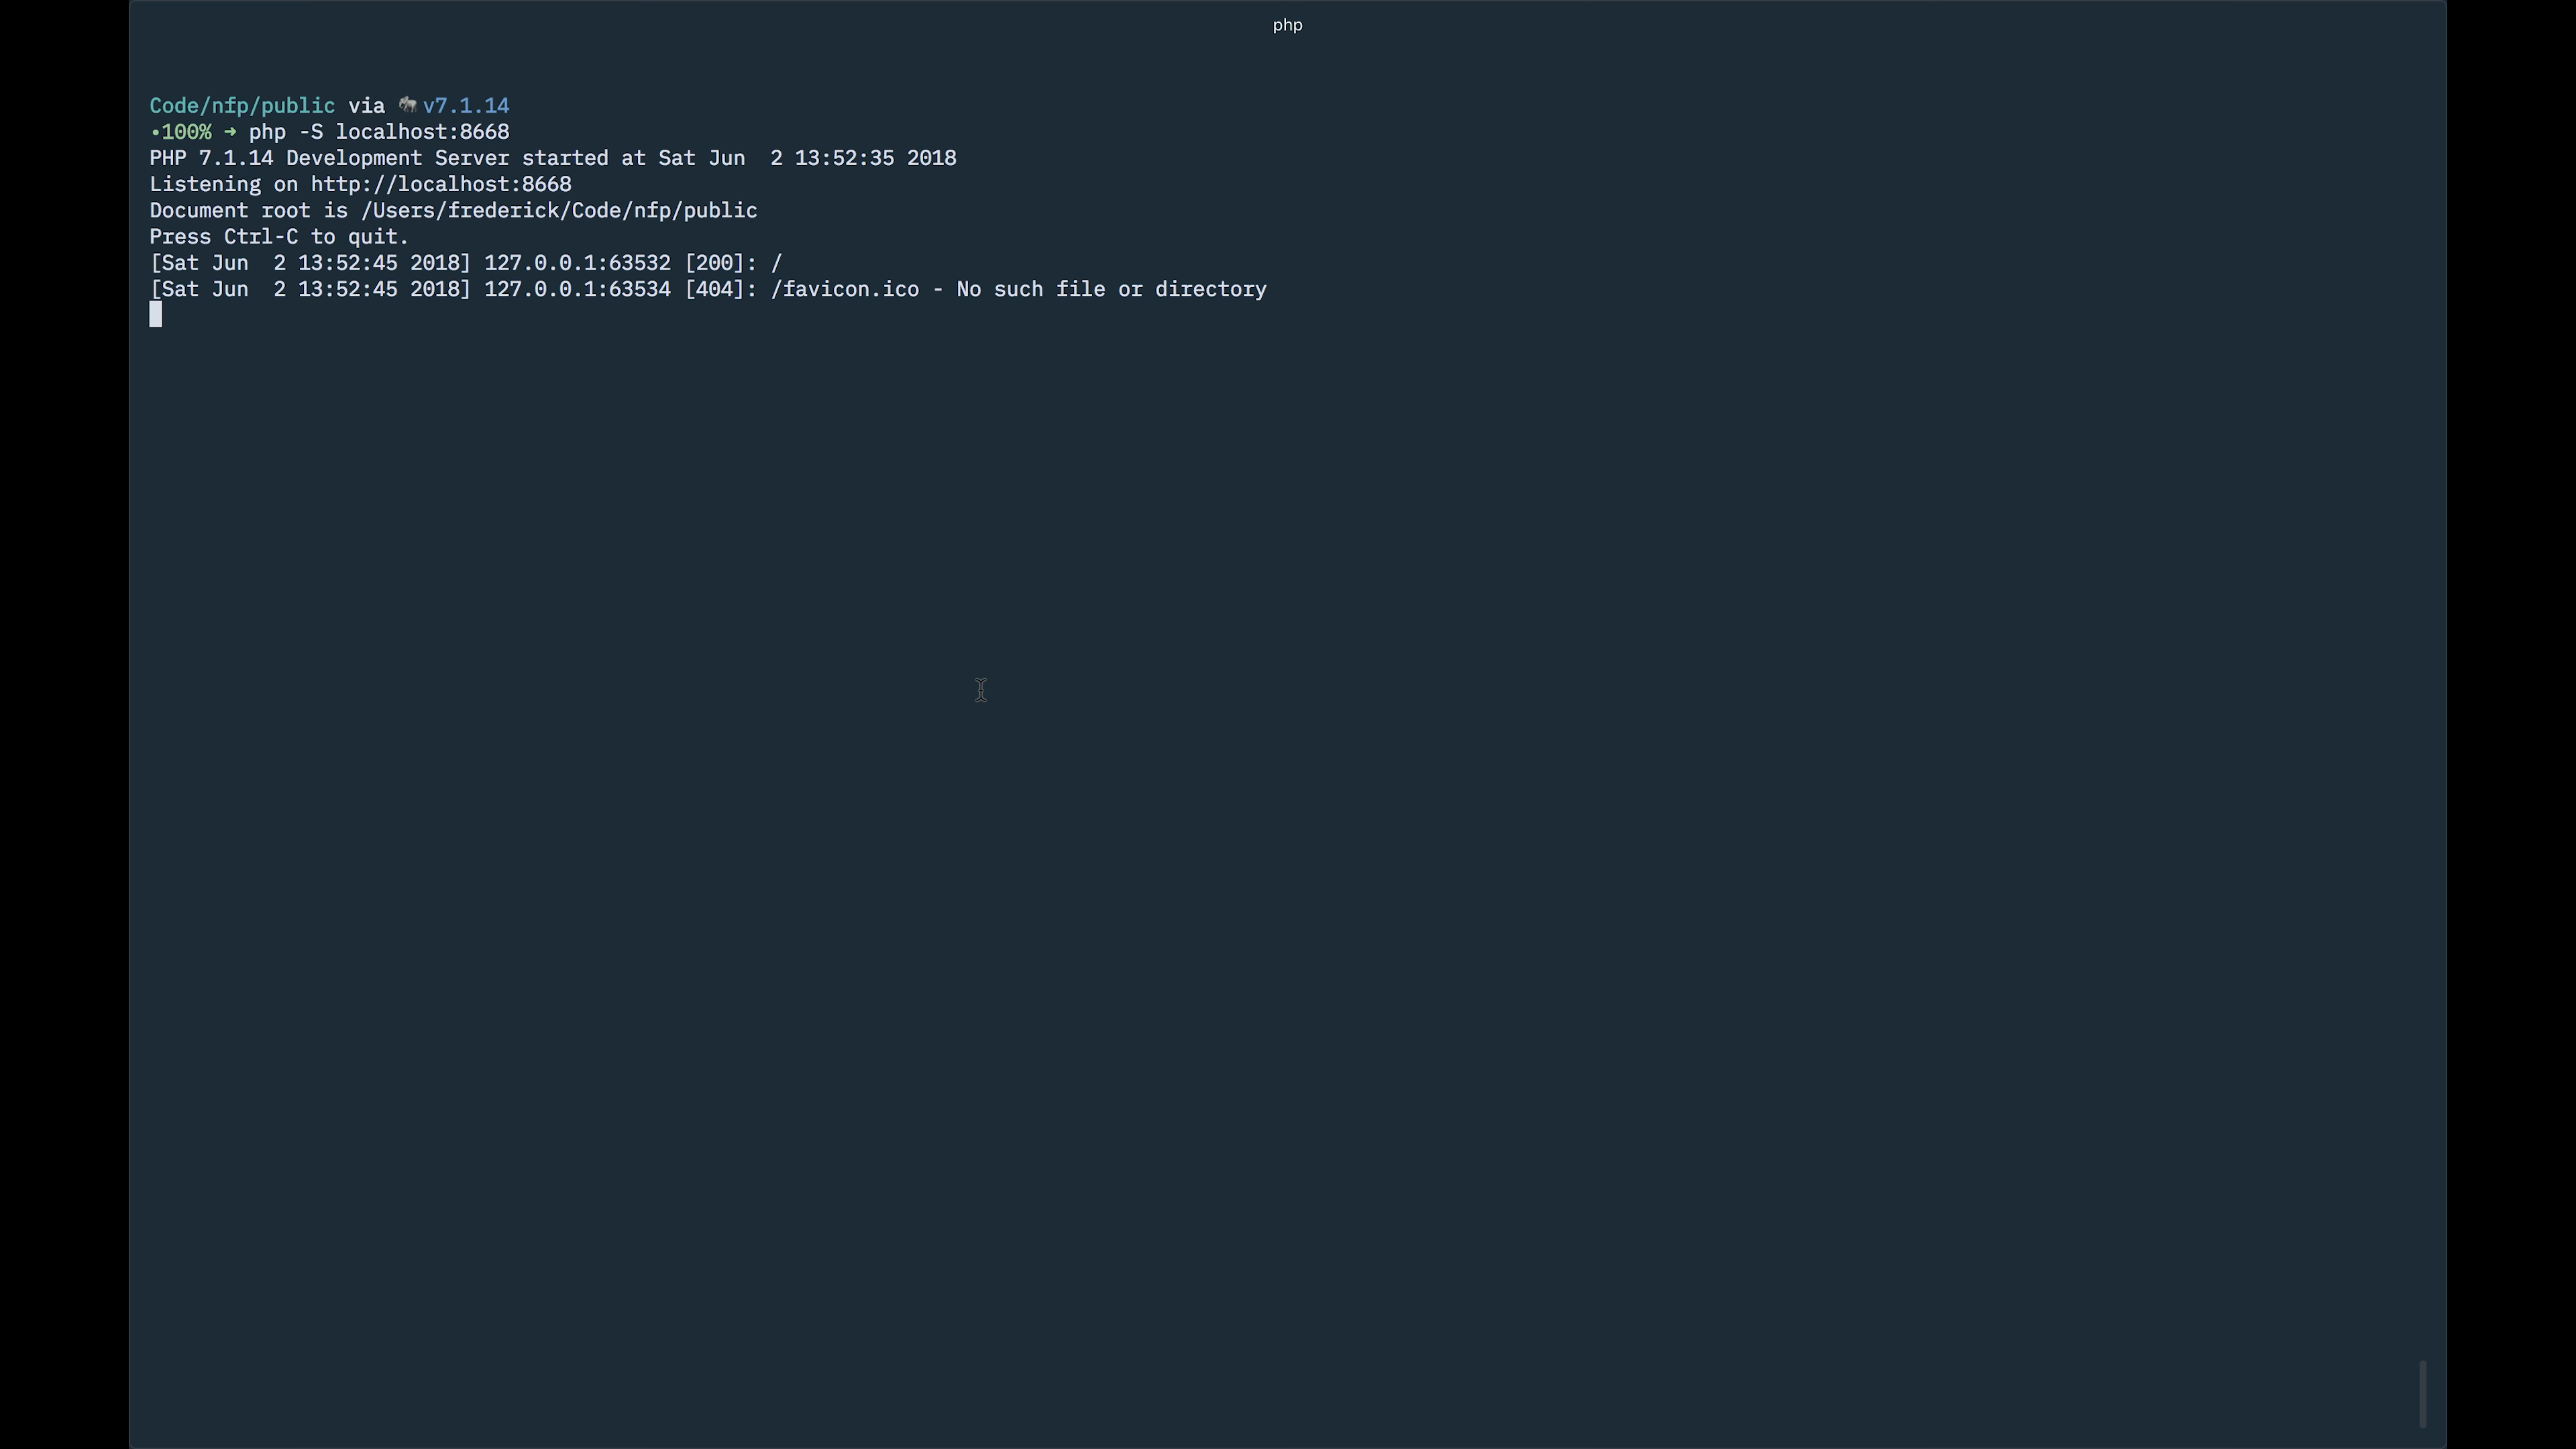 php
Code/nfp/public via 🐘 v7.1.14
•100% ➜ php -S localhost:8668
PHP 7.1.14 Development Server started at Sat Jun  2 13:52:35 2018
Listening on http://localhost:8668
Document root is /Users/frederick/Code/nfp/public
Press Ctrl-C to quit.
[Sat Jun  2 13:52:45 2018] 127.0.0.1:63532 [200]: /
[Sat Jun  2 13:52:45 2018] 127.0.0.1:63534 [404]: /favicon.ico - No such file or directory